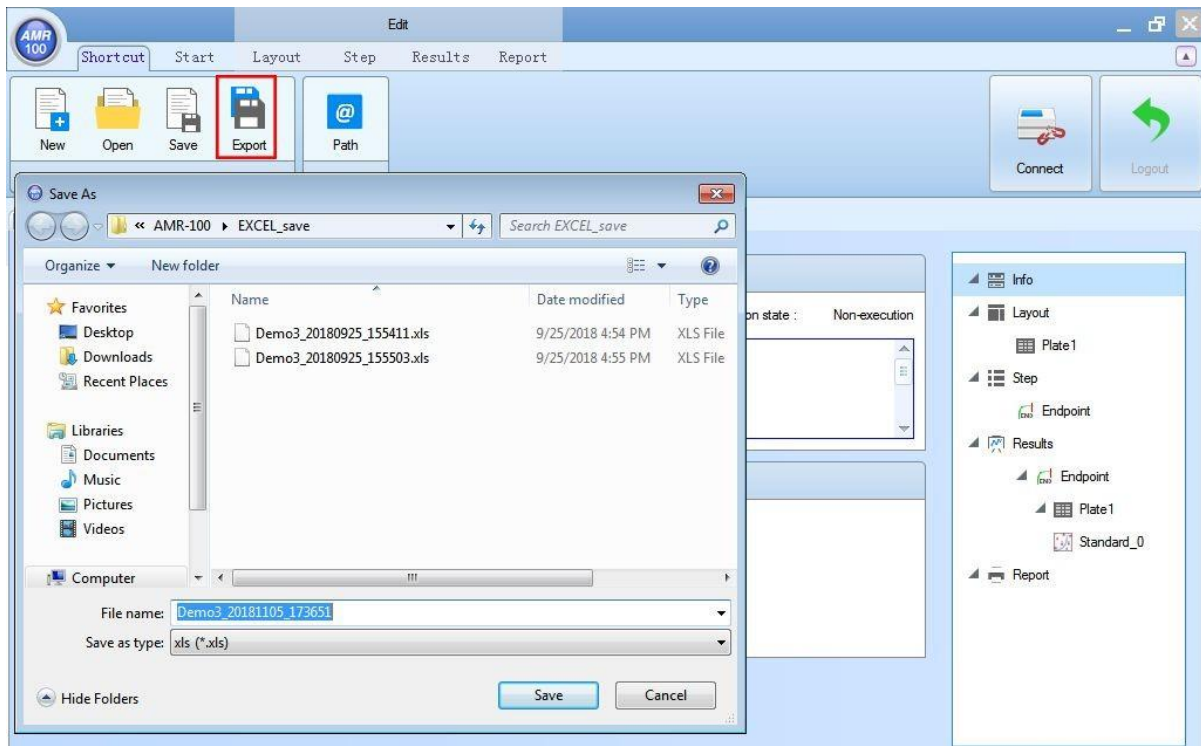 AMR
100
Edit
Shortcut Start Layout Step Results Report
New Open Save Export Path Connect Logout
Save As
« AMR-100 EXCEL_save Search EXCEL_save
Organize New folder
Favorites
Desktop
Downloads
Recent Places
Libraries
Documents
Music
Pictures
Videos
Computer
Name Date modified Type
Demo3_20180925_155411.xls 9/25/2018 4:54 PM XLS File
Demo3_20180925_155503.xls 9/25/2018 4:55 PM XLS File
File name: Demo3_20181105_173651
Save as type: xls (*.xls)
Hide Folders Save Cancel
on state : Non-execution
Info
Layout
Plate1
Step
Endpoint
Results
Endpoint
Plate1
Standard_0
Report